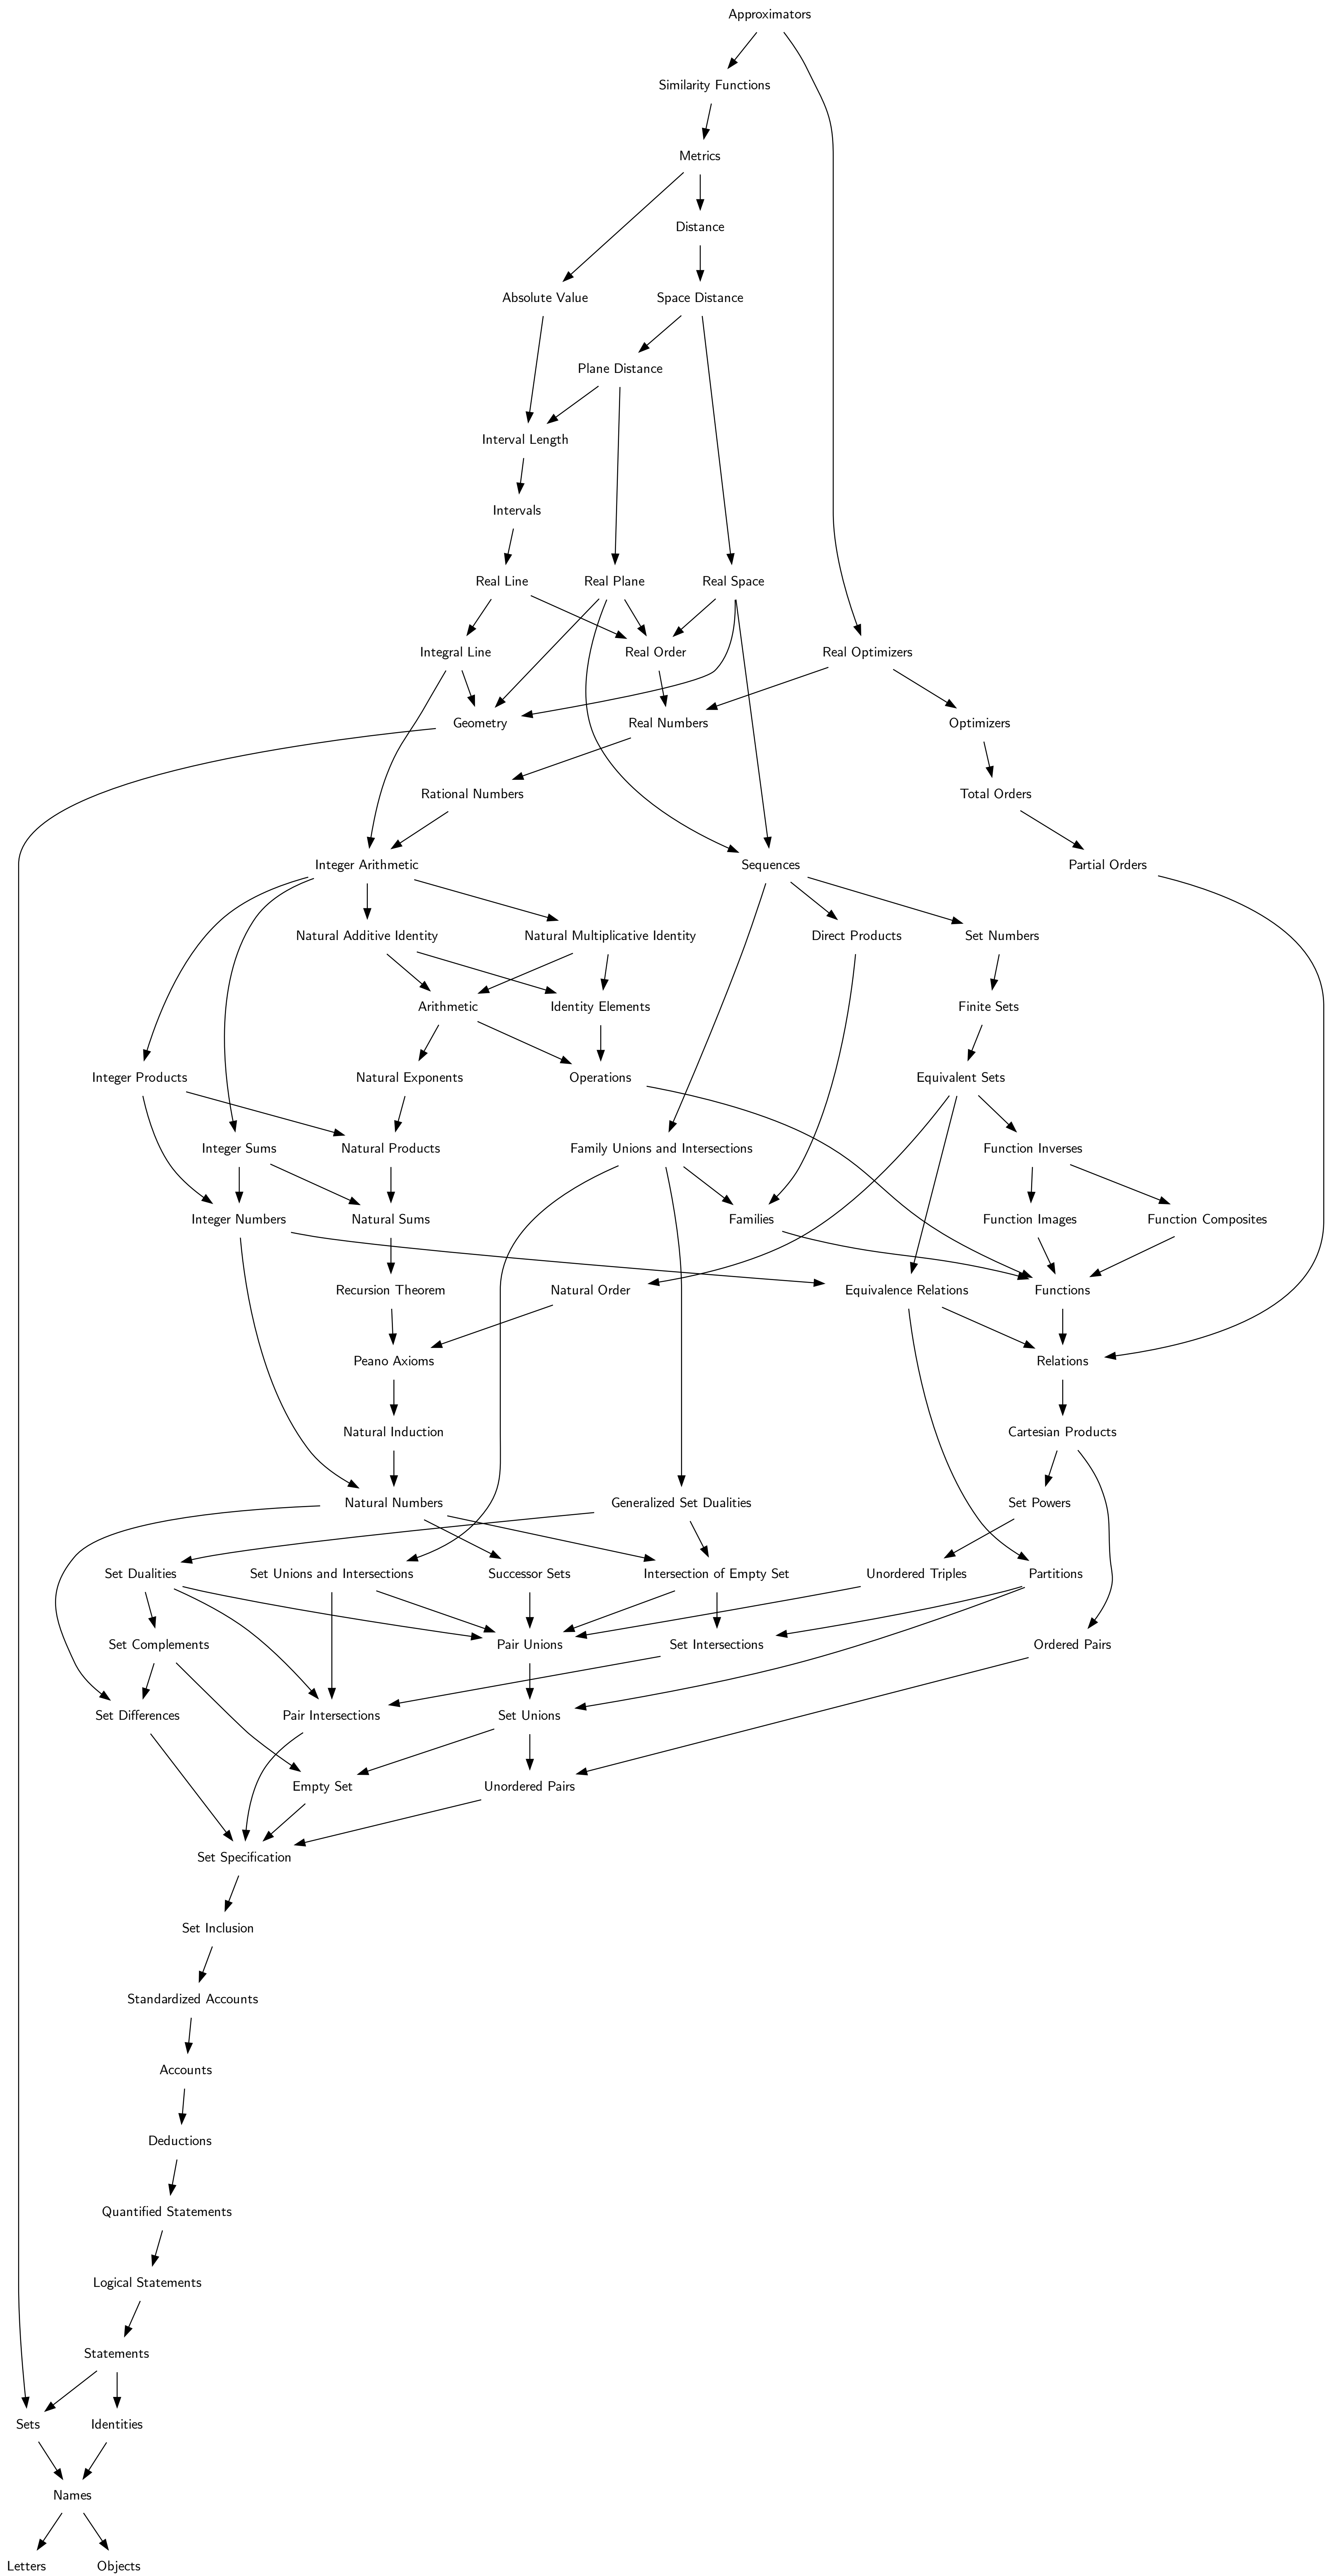 Approximators
Similarity Functions
Metrics
Distance
Absolute Value
Space Distance
Plane Distance
Interval Length
Intervals
Real Line
Real Plane
Real Space
Integral Line
Real Order
Real Optimizers
Geometry
Real Numbers
Optimizers
Rational Numbers
Total Orders
Integer Arithmetic
Sequences
Partial Orders
Natural Additive Identity
Natural Multiplicative Identity
Direct Products
Set Numbers
Arithmetic
Identity Elements
Finite Sets
Integer Products
Natural Exponents
Operations
Equivalent Sets
Integer Sums
Natural Products
Family Unions and Intersections
Function Inverses
Integer Numbers
Natural Sums
Families
Function Images
Function Composites
Recursion Theorem
Natural Order
Equivalence Relations
Functions
Peano Axioms
Relations
Natural Induction
Cartesian Products
Natural Numbers
Generalized Set Dualities
Set Powers
Set Dualities
Set Unions and Intersections
Successor Sets
Intersection of Empty Set
Unordered Triples
Partitions
Set Complements
Pair Unions
Set Intersections
Ordered Pairs
Set Differences
Pair Intersections
Set Unions
Empty Set
Unordered Pairs
Set Specification
Set Inclusion
Standardized Accounts
Accounts
Deductions
Quantified Statements
Logical Statements
Statements
Sets
Identities
Names
Letters
Objects